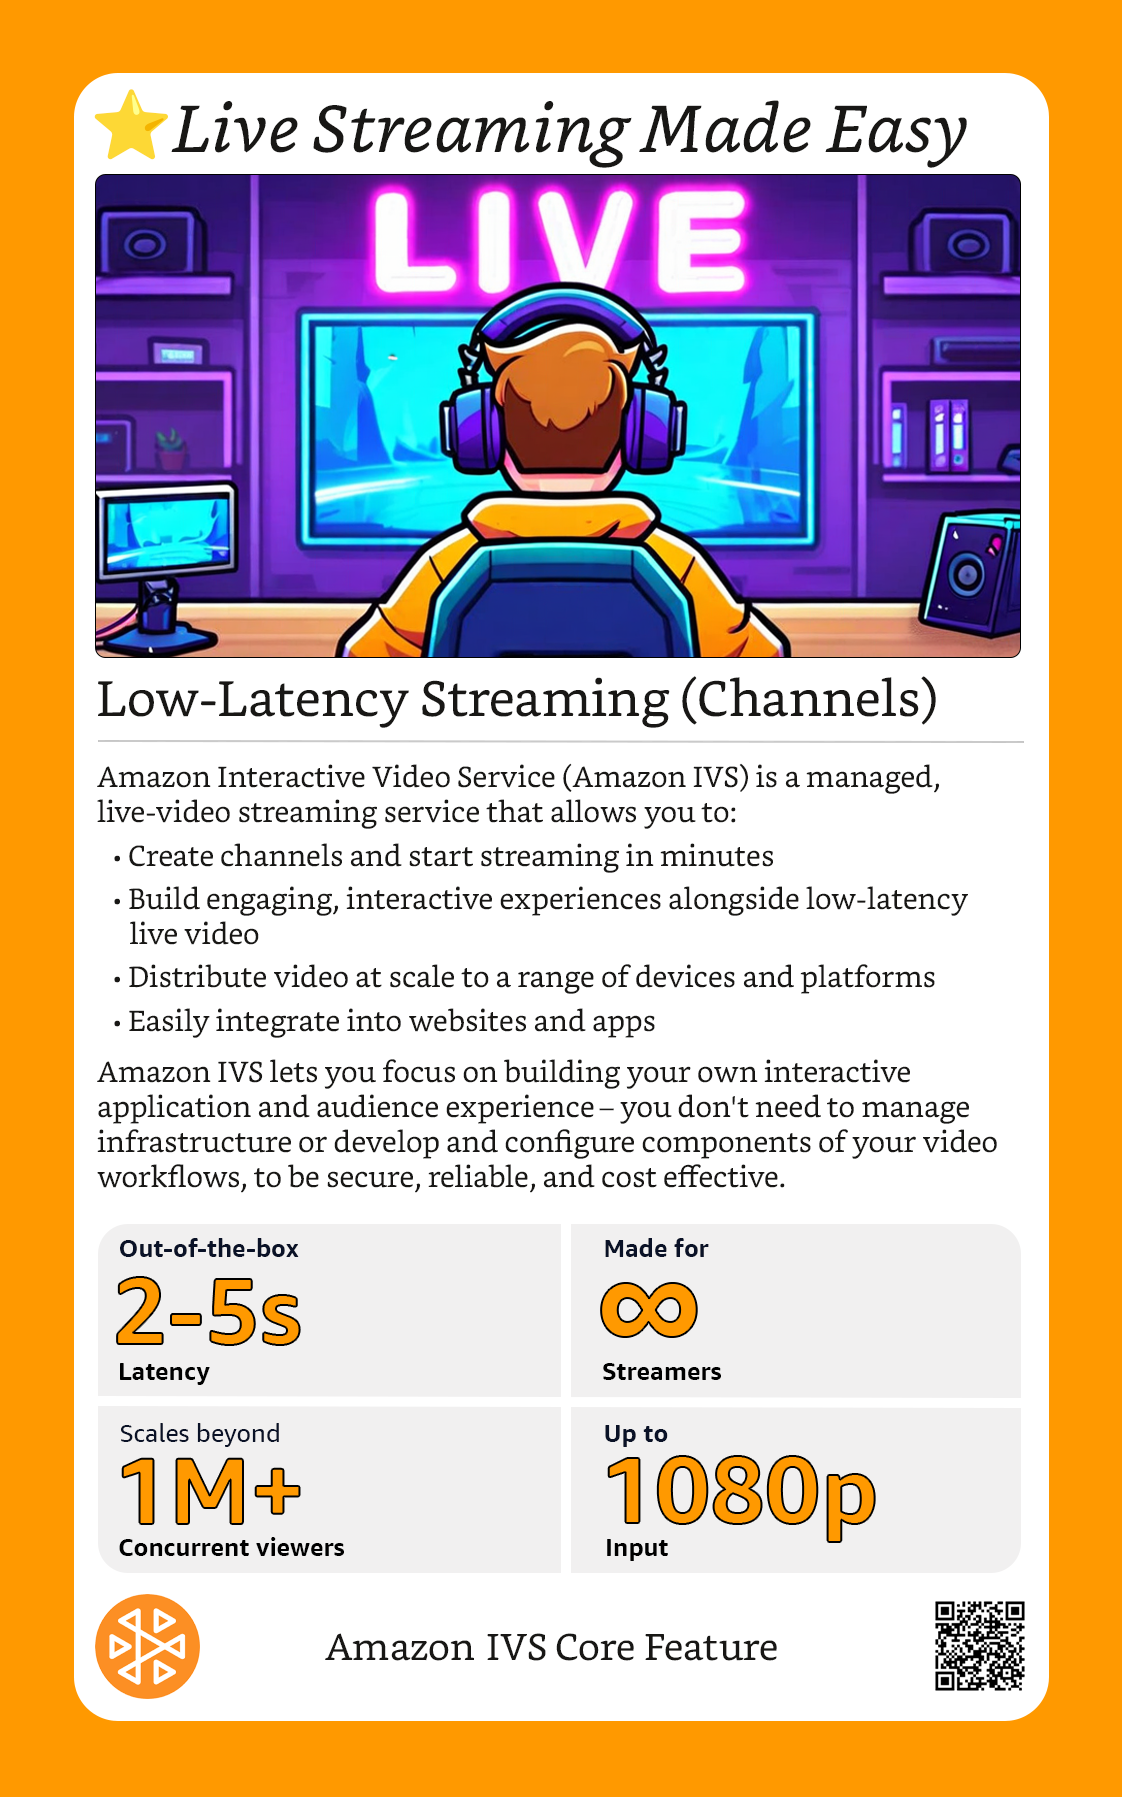 Live Streaming Made Easy
LIVE
Low-Latency Streaming (Channels)
Amazon Interactive Video Service (Amazon IVS) is a managed,
live-video streaming service that allows you to:
• Create channels and start streaming in minutes
• Build engaging, interactive experiences alongside low-latency
live video
• Distribute video at scale to a range of devices and platforms
• Easily integrate into websites and apps
Amazon IVS lets you focus on building your own interactive
application and audience experience – you don't need to manage
infrastructure or develop and configure components of your video
workflows, to be secure, reliable, and cost effective.
Out-of-the-box
2-5s
Latency
Made for
∞
Streamers
Scales beyond
1M+
Concurrent viewers
Up to
1080p
Input
Amazon IVS Core Feature